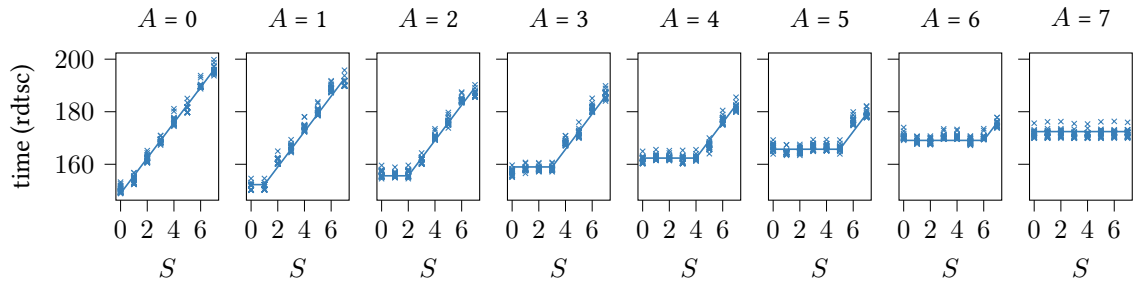 A = 0 A = 1 A = 2 A = 3 A = 4 A = 5 A = 6 A = 7
200
180
160
time (rdtsc)
0 2 4 6 0 2 4 6 0 2 4 6 0 2 4 6 0 2 4 6 0 2 4 6 0 2 4 6 0 2 4 6
S S S S S S S S